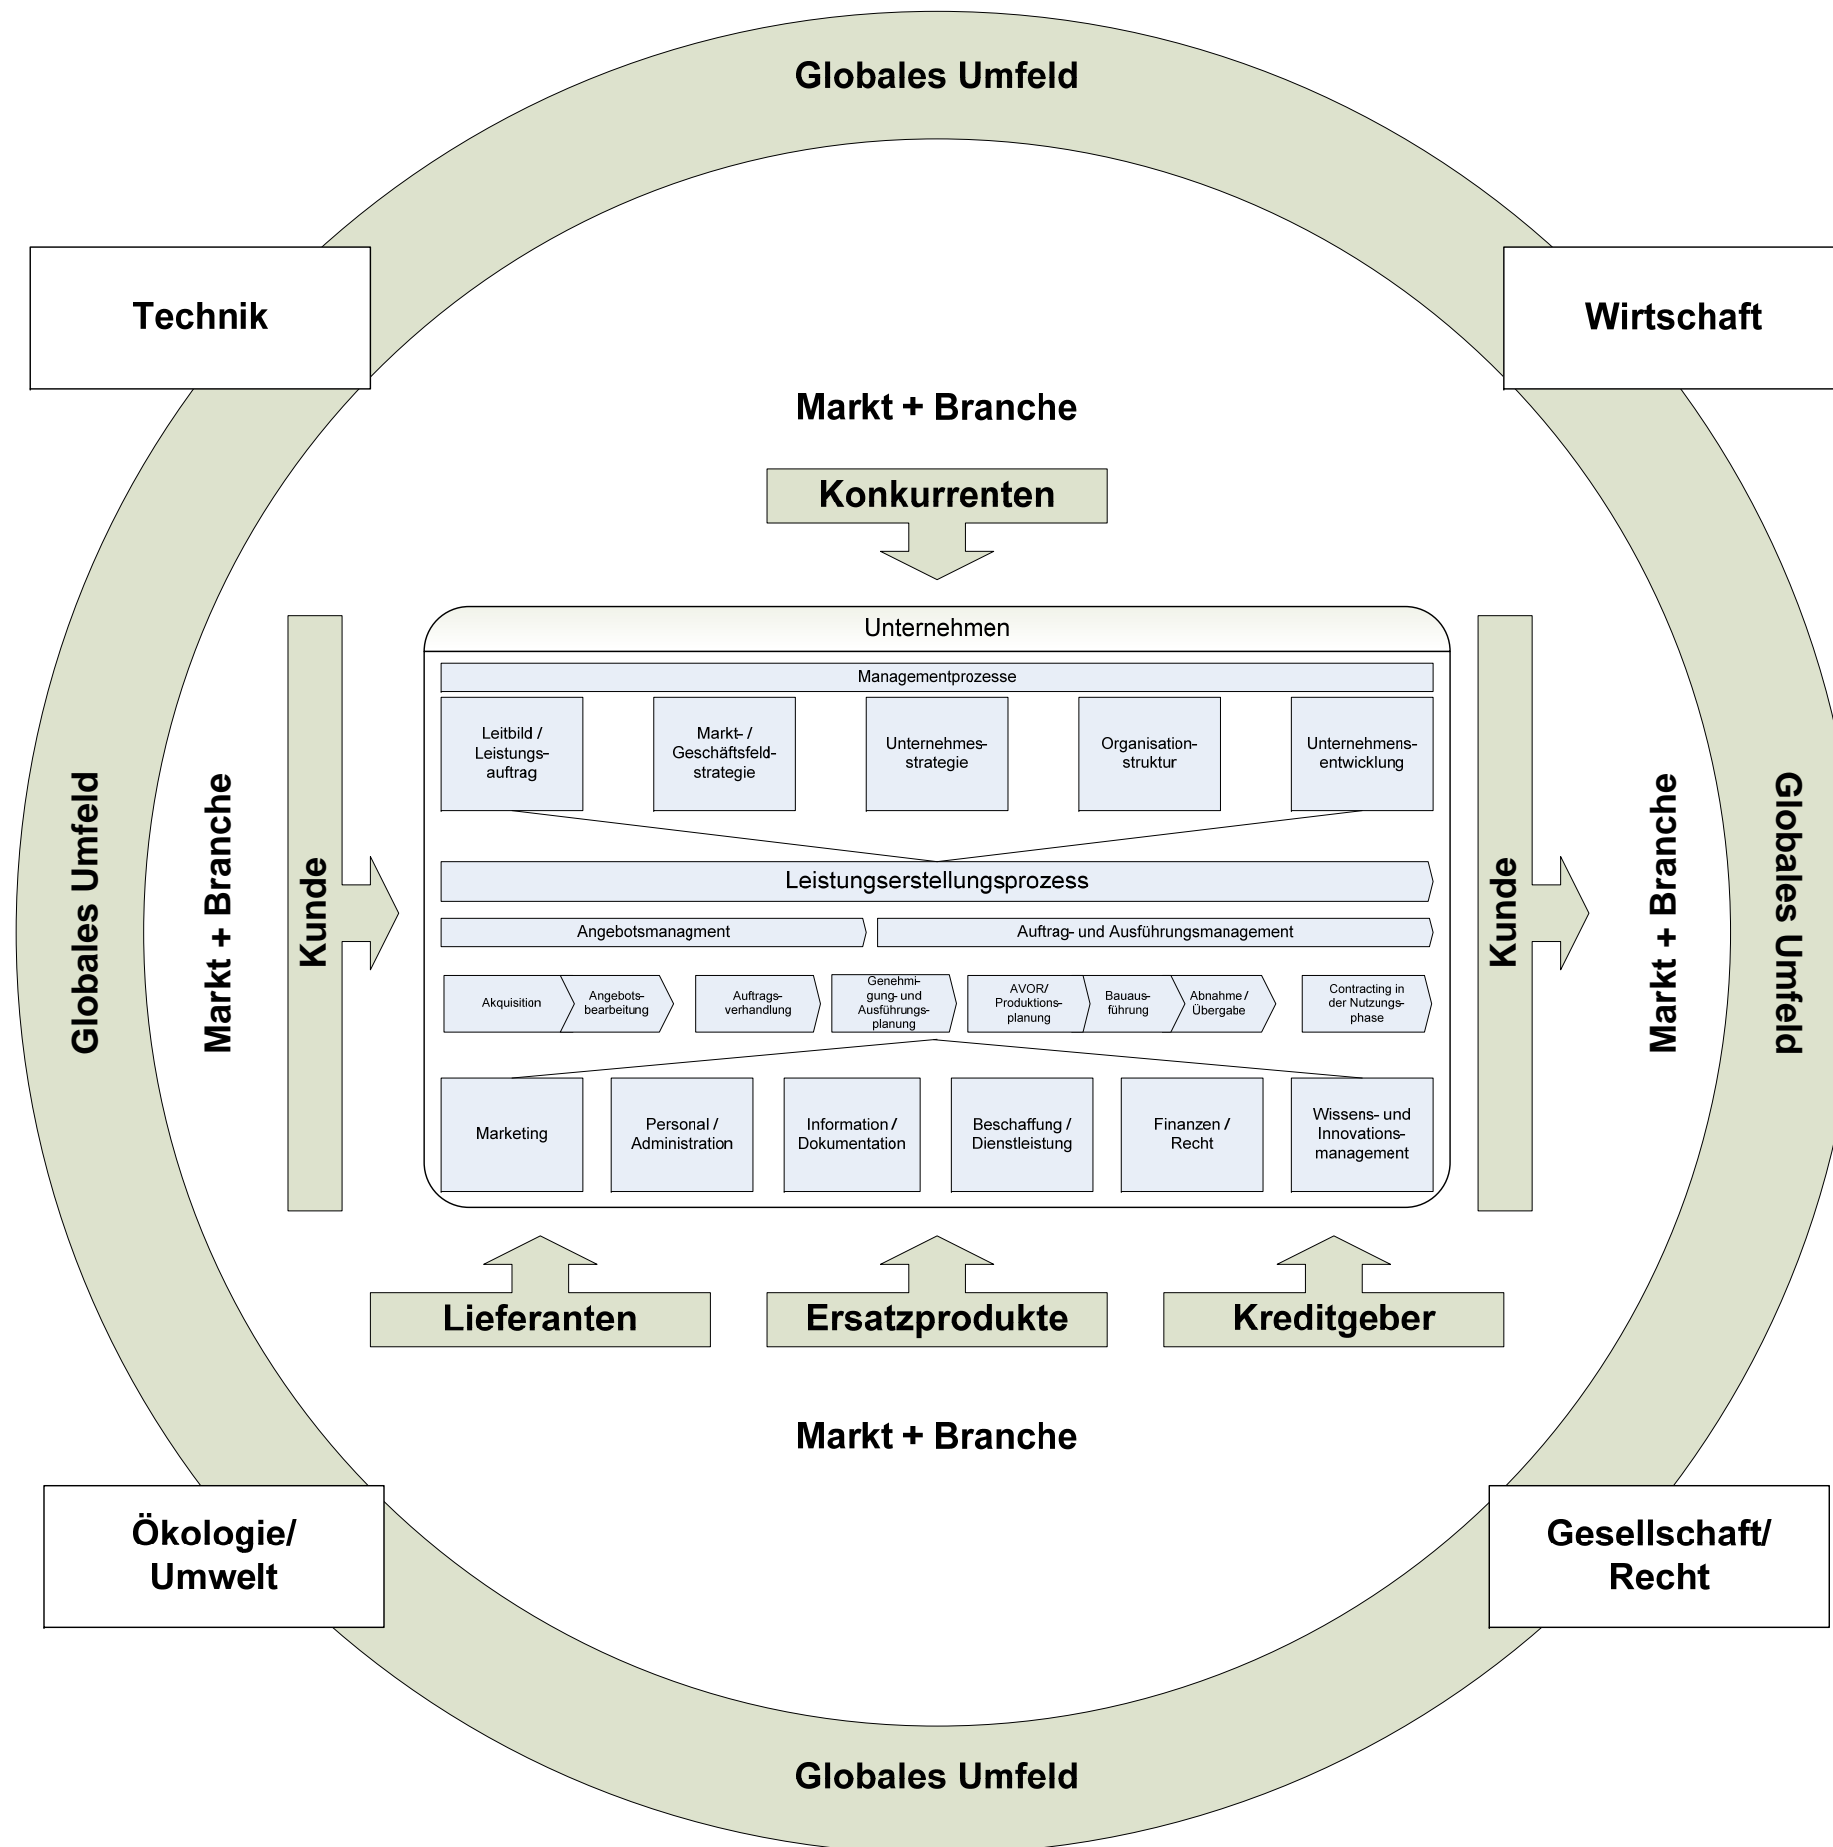 Globales Umfeld
Technik
Wirtschaft
Markt + Branche
Konkurrenten
Globales Umfeld
Markt + Branche
Kunde
Unternehmen
Managementprozesse
Leitbild /
Leistungs-
auftrag
Markt- /
Geschäftsfeld-
strategie
Unternehmes-
strategie
Organisation-
struktur
Unternehmens-
entwicklung
Leistungserstellungsprozess
Angebotsmanagment
Auftrag- und Ausführungsmanagement
Akquisition
Angebots-
bearbeitung
Auftrags-
verhandlung
Genehmi-
gung- und
Ausführungs-
planung
AVOR/
Produktions-
planung
Bauaus-
führung
Abnahme /
Übergabe
Contracting in
der Nutzungs-
phase
Marketing
Personal /
Administration
Information /
Dokumentation
Beschaffung /
Dienstleistung
Finanzen /
Recht
Wissens- und
Innovations-
management
Kunde
Markt + Branche
Globales Umfeld
Lieferanten
Ersatzprodukte
Kreditgeber
Markt + Branche
Ökologie/
Umwelt
Gesellschaft/
Recht
Globales Umfeld